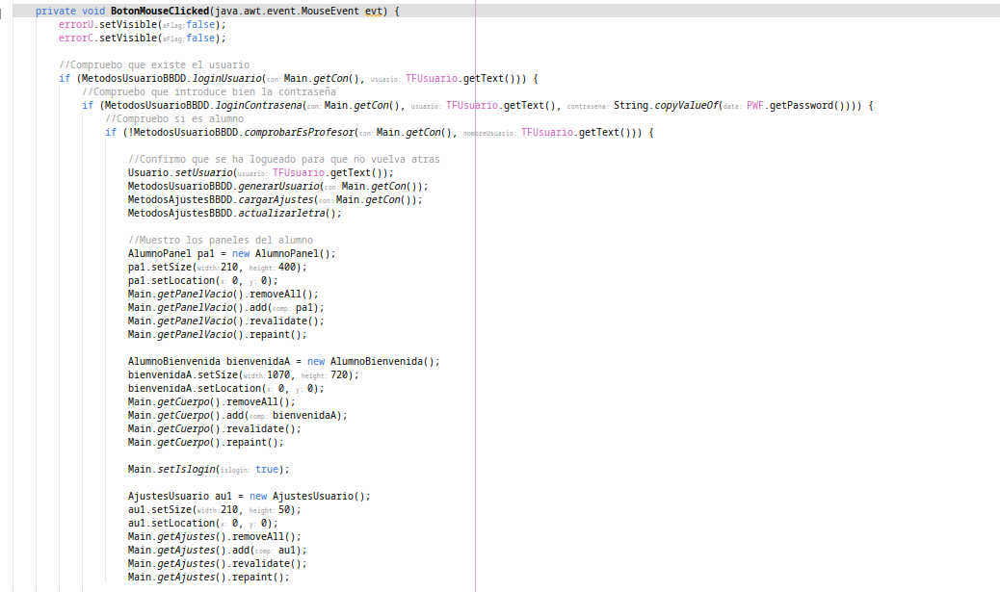 private void BotonMouseClicked(java.awt.event.MouseEvent evt) {
errorU.setVisible(aFlag:false);
errorC.setVisible(aFlag:false);
//Compruebo que existe el usuario
if (MetodosUsuarioBBDD.loginUsuario(con: Main.getCon(), usuario: TFUsuario.getText())) {
//Compruebo que introduce bien la contraseña
if (MetodosUsuarioBBDD.loginContrasena(con: Main.getCon(), usuario: TFUsuario.getText(), contrasena: String.copyValueOf(data: PWF.getPassword()))) {
//Compruebo si es alumno
if (!MetodosUsuarioBBDD.comprobarEsProfesor(con: Main.getCon(), nombreUsuario: TFUsuario.getText())) {
//Confirmo que se ha logueado para que no vuelva atras
Usuario.setUsuario(usuario: TFUsuario.getText());
MetodosUsuarioBBDD.generarUsuario(con: Main.getCon());
MetodosAjustesBBDD.cargarAjustes(con: Main.getCon());
MetodosAjustesBBDD.actualizarletra();
//Muestro los paneles del alumno
AlumnoPanel pa1 = new AlumnoPanel();
pa1.setSize(width:210, height:400);
pa1.setLocation(x: 0, y: 0);
Main.getPanelVacio().removeAll();
Main.getPanelVacio().add(comp: pa1);
Main.getPanelVacio().revalidate();
Main.getPanelVacio().repaint();
AlumnoBienvenida bienvenidaA = new AlumnoBienvenida();
bienvenidaA.setSize(width:1070, height:720);
bienvenidaA.setLocation(x: 0, y: 0);
Main.getCuerpo().removeAll();
Main.getCuerpo().add(comp: bienvenidaA);
Main.getCuerpo().revalidate();
Main.getCuerpo().repaint();
Main.setIslogin(islogin: true);
AjustesUsuario au1 = new AjustesUsuario();
au1.setSize(width:210, height:50);
au1.setLocation(x: 0, y: 0);
Main.getAjustes().removeAll();
Main.getAjustes().add(comp: au1);
Main.getAjustes().revalidate();
Main.getAjustes().repaint();